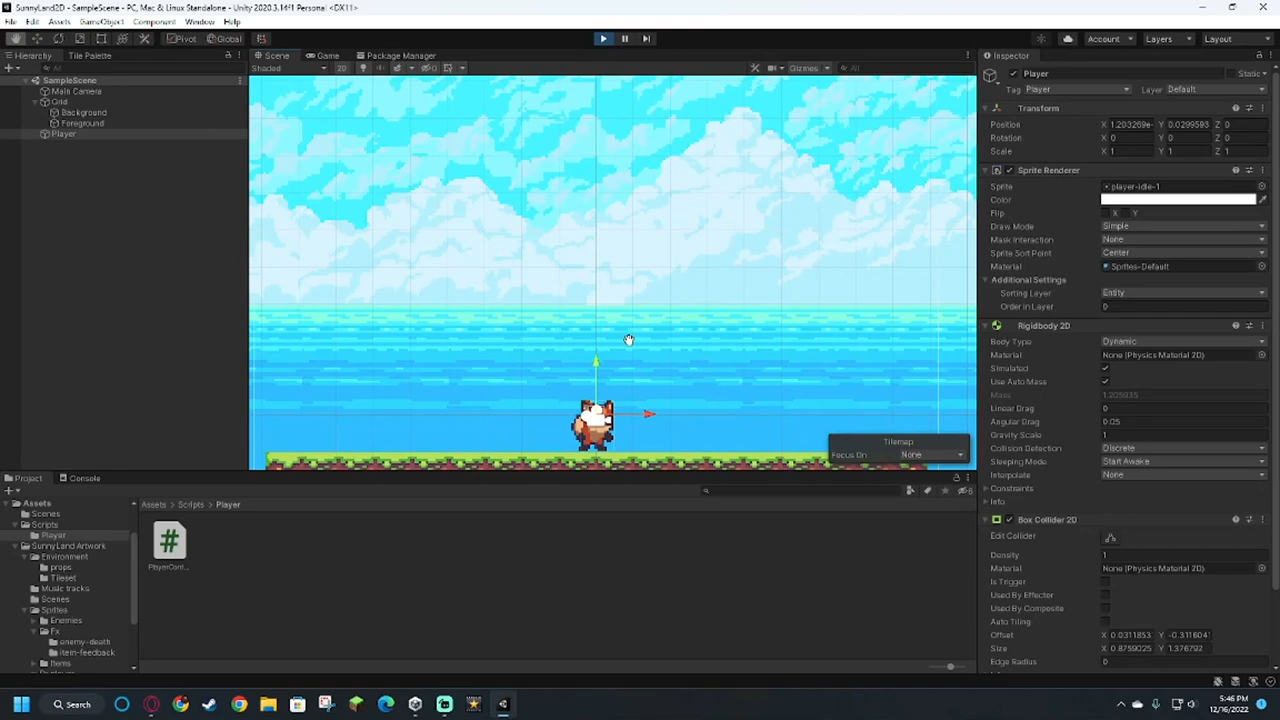 SunnyLand2D - SampleScene - PC, Mac & Linux Standalone - Unity 2020.3.14f1 Personal <DX11>
File Edit Assets GameObject Component Window Help
Pivot Global Account Layers Layout
Hierarchy Tile Palette
All
SampleScene
Main Camera
Grid
Background
Foreground
Player
Scene Game Package Manager
Shaded 2D 0 Gizmos All
Tilemap
Focus On None
Inspector
Player Static
Tag Player Layer Default
Transform
Position X 1.203269e- Y 0.0299593 Z 0
Rotation X 0 Y 0 Z 0
Scale X 1 Y 1 Z 1
Sprite Renderer
Sprite player-idle-1
Color
Flip X Y
Draw Mode Simple
Mask Interaction None
Sprite Sort Point Center
Material Sprites-Default
Additional Settings
Sorting Layer Entity
Order in Layer 0
Rigidbody 2D
Body Type Dynamic
Material None (Physics Material 2D)
Simulated
Use Auto Mass
Mass 1.205935
Linear Drag 0
Angular Drag 0.05
Gravity Scale 1
Collision Detection Discrete
Sleeping Mode Start Awake
Interpolate None
Constraints
Info
Box Collider 2D
Edit Collider
Density 1
Material None (Physics Material 2D)
Is Trigger
Used By Effector
Used By Composite
Auto Tiling
Offset X 0.0311853 Y -0.311604
Size X 0.8759025 Y 1.376792
Edge Radius 0
Project Console
Assets
Scenes
Scripts
Player
SunnyLand Artwork
Environment
props
Tileset
Music tracks
Scenes
Sprites
Enemies
Fx
enemy-death
item-feedback
Items
Assets > Scripts > Player
PlayerCont...
Search
5:46 PM
12/16/2022